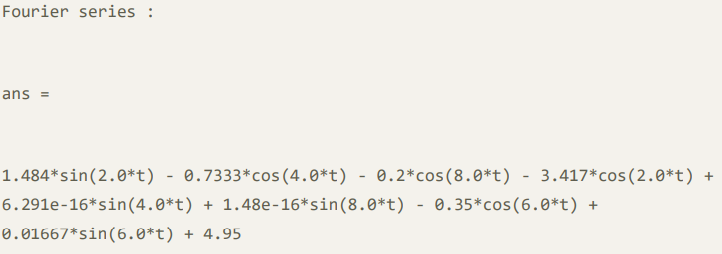 Fourier series :
ans =
1.484*sin(2.0*t) - 0.7333*cos(4.0*t) - 0.2*cos(8.0*t) - 3.417*cos(2.0*t) +
6.291e-16*sin(4.0*t) + 1.48e-16*sin(8.0*t) - 0.35*cos(6.0*t) +
0.01667*sin(6.0*t) + 4.95